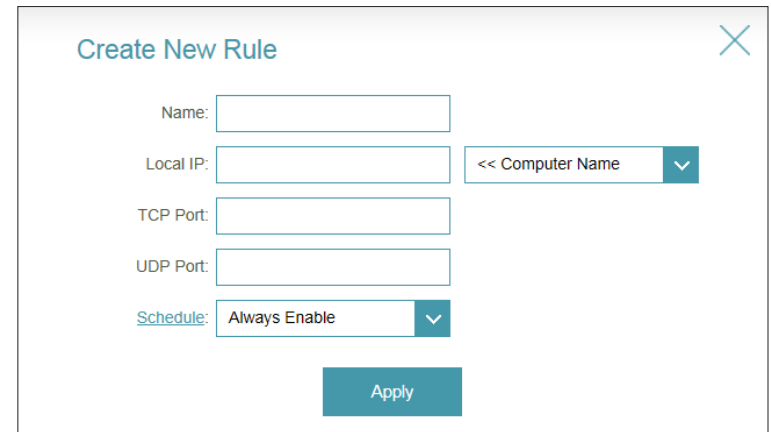 Create New Rule
Name:
Local IP: << Computer Name
TCP Port:
UDP Port:
Schedule: Always Enable
Apply